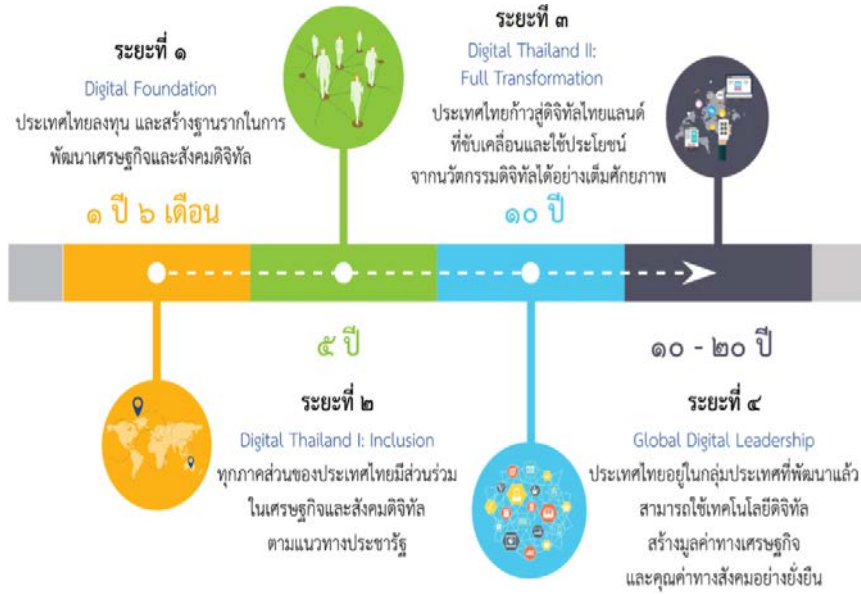 ระยะที่ ๑
Digital Foundation
ประเทศไทยลงทุน และสร้างฐานรากในการ
พัฒนาเศรษฐกิจและสังคมดิจิทัล
๑ ปี ๖ เดือน
๕ ปี
ระยะที่ ๒
Digital Thailand I: Inclusion
ทุกภาคส่วนของประเทศไทยมีส่วนร่วม
ในเศรษฐกิจและสังคมดิจิทัล
ตามแนวทางประชารัฐ
ระยะที่ ๓
Digital Thailand II:
Full Transformation
ประเทศไทยก้าวสู่ดิจิทัลไทยแลนด์
ที่ขับเคลื่อนและใช้ประโยชน์
จากนวัตกรรมดิจิทัลได้อย่างเต็มศักยภาพ
๑๐ ปี
๑๐ - ๒๐ ปี
ระยะที่ ๔
Global Digital Leadership
ประเทศไทยอยู่ในกลุ่มประเทศที่พัฒนาแล้ว
สามารถใช้เทคโนโลยีดิจิทัล
สร้างมูลค่าทางเศรษฐกิจ
และคุณค่าทางสังคมอย่างยั่งยืน